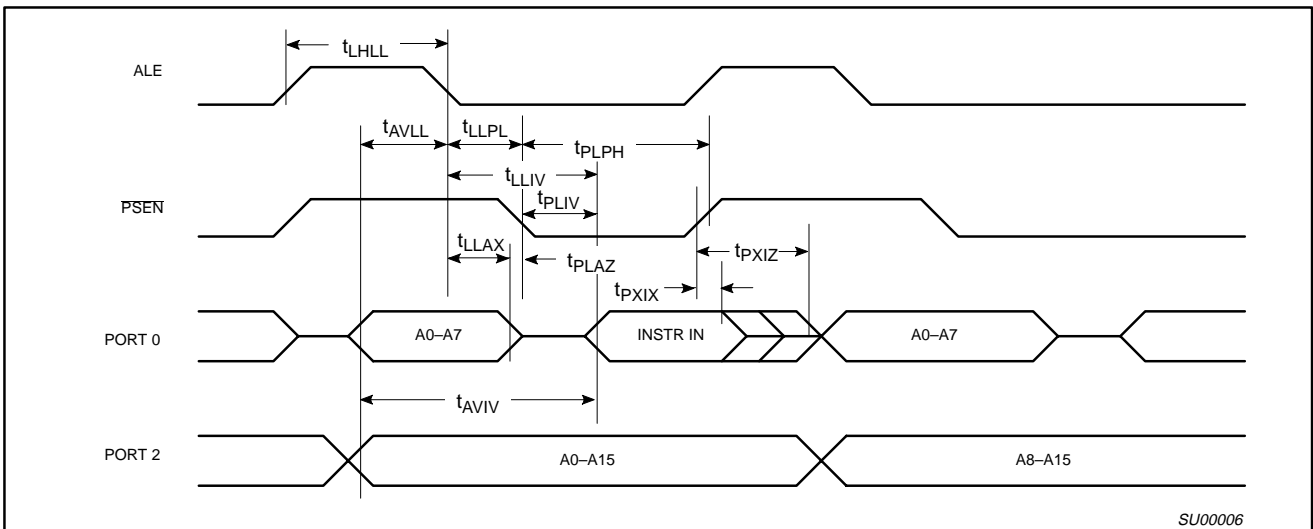 tLHLL
ALE
tAVLL
tLLPL
tPLPH
tLLIV
PSEN
tPLIV
tLLAX
tPLAZ
tPXIZ
tPXIX
PORT 0
A0–A7
INSTR IN
A0–A7
tAVIV
PORT 2
A0–A15
A8–A15
SU00006